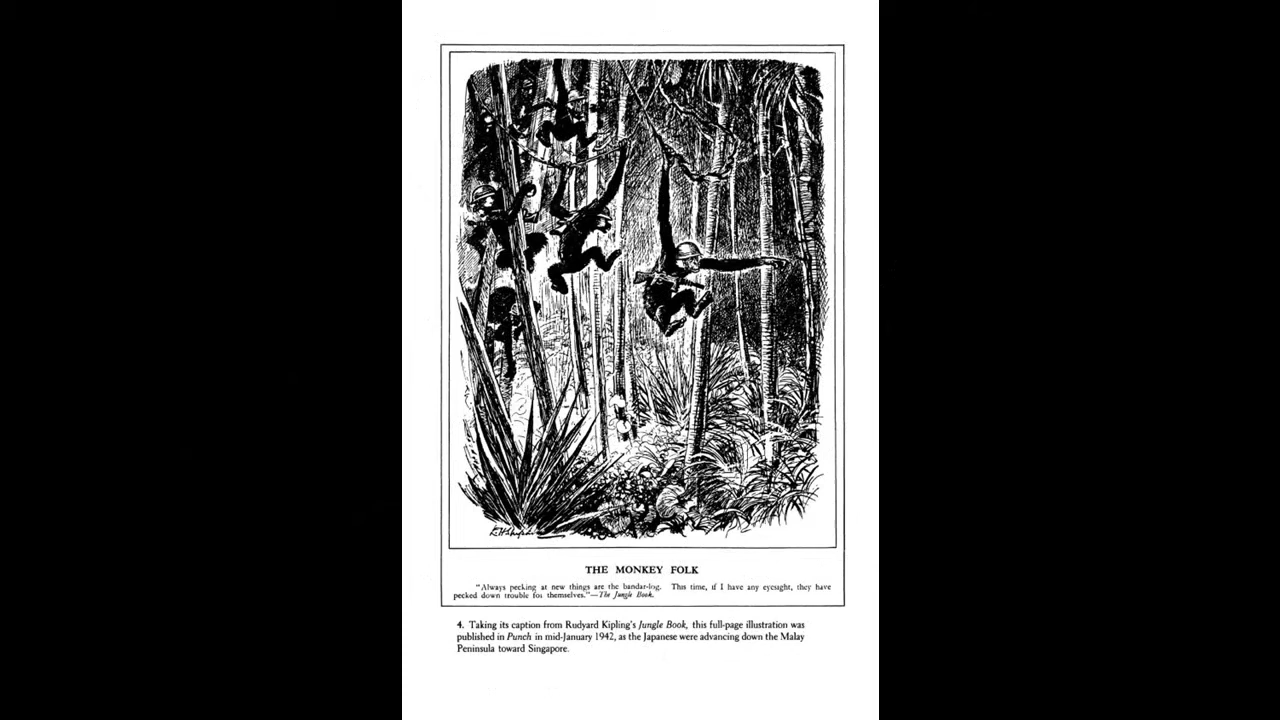 E H Shepard
THE MONKEY FOLK
"Always pecking at new things are the bandar-log. This time, if I have any eyesight, they have
pecked down trouble for themselves."—The Jungle Book.
4. Taking its caption from Rudyard Kipling's Jungle Book, this full-page illustration was
published in Punch in mid-January 1942, as the Japanese were advancing down the Malay
Peninsula toward Singapore.